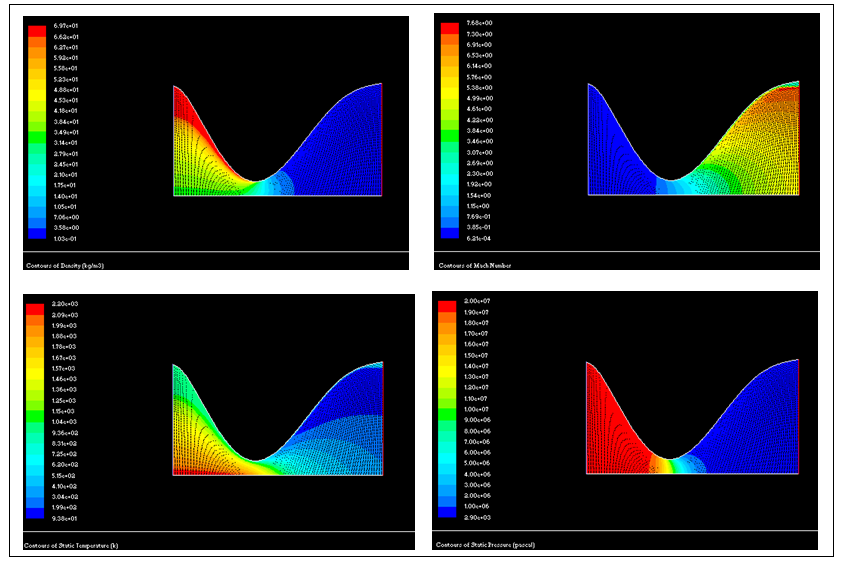 6.97e+01
6.62e+01
6.27e+01
5.92e+01
5.58e+01
5.23e+01
4.88e+01
4.53e+01
4.18e+01
3.84e+01
3.49e+01
3.14e+01
2.79e+01
2.45e+01
2.10e+01
1.75e+01
1.40e+01
1.05e+01
7.06e+00
3.58e+00
1.03e-01
Contours of Density (kg/m3)
7.68e+00
7.30e+00
6.91e+00
6.53e+00
6.14e+00
5.76e+00
5.38e+00
4.99e+00
4.61e+00
4.22e+00
3.84e+00
3.46e+00
3.07e+00
2.69e+00
2.30e+00
1.92e+00
1.54e+00
1.15e+00
7.69e-01
3.85e-01
6.21e-04
Contours of Mach Number
2.20e+03
2.09e+03
1.99e+03
1.88e+03
1.78e+03
1.67e+03
1.57e+03
1.46e+03
1.36e+03
1.25e+03
1.15e+03
1.04e+03
9.36e+02
8.31e+02
7.25e+02
6.20e+02
5.15e+02
4.10e+02
3.04e+02
1.99e+02
9.38e+01
Contours of Static Temperature (k)
2.00e+07
1.90e+07
1.80e+07
1.70e+07
1.60e+07
1.50e+07
1.40e+07
1.30e+07
1.20e+07
1.10e+07
1.00e+07
9.00e+06
8.00e+06
7.00e+06
6.00e+06
5.00e+06
4.00e+06
3.00e+06
2.00e+06
1.00e+06
2.90e+03
Contours of Static Pressure (pascal)